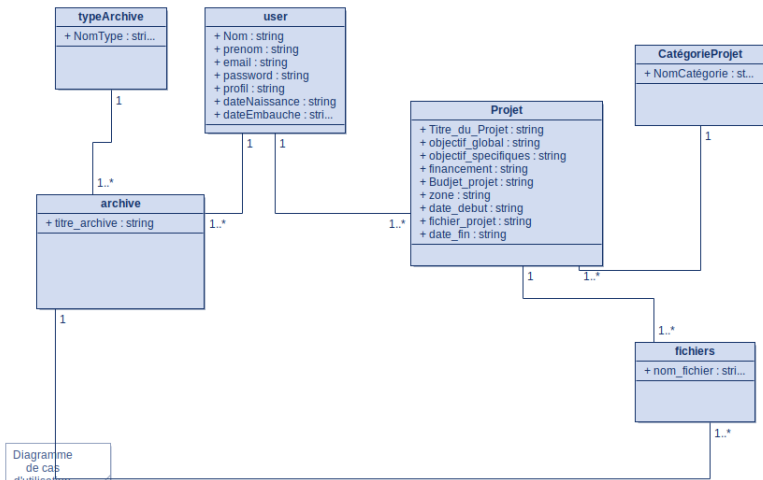 typeArchive
+ NomType : stri...
1
1..*
user
+ Nom : string
+ prenom : string
+ email : string
+ password : string
+ profil : string
+ dateNaissance : string
+ dateEmbauche : stri...
1
1
CatégorieProjet
+ NomCatégorie : st...
1
Projet
+ Titre_du_Projet : string
+ objectif_global : string
+ objectif_specifiques : string
+ financement : string
+ Budjet_projet : string
+ zone : string
+ date_debut : string
+ fichier_projet : string
+ date_fin : string
1..*
1
1..*
archive
+ titre_archive : string
1..*
1
1..*
fichiers
+ nom_fichier : stri...
1..*
Diagramme
de cas
d'utilisation